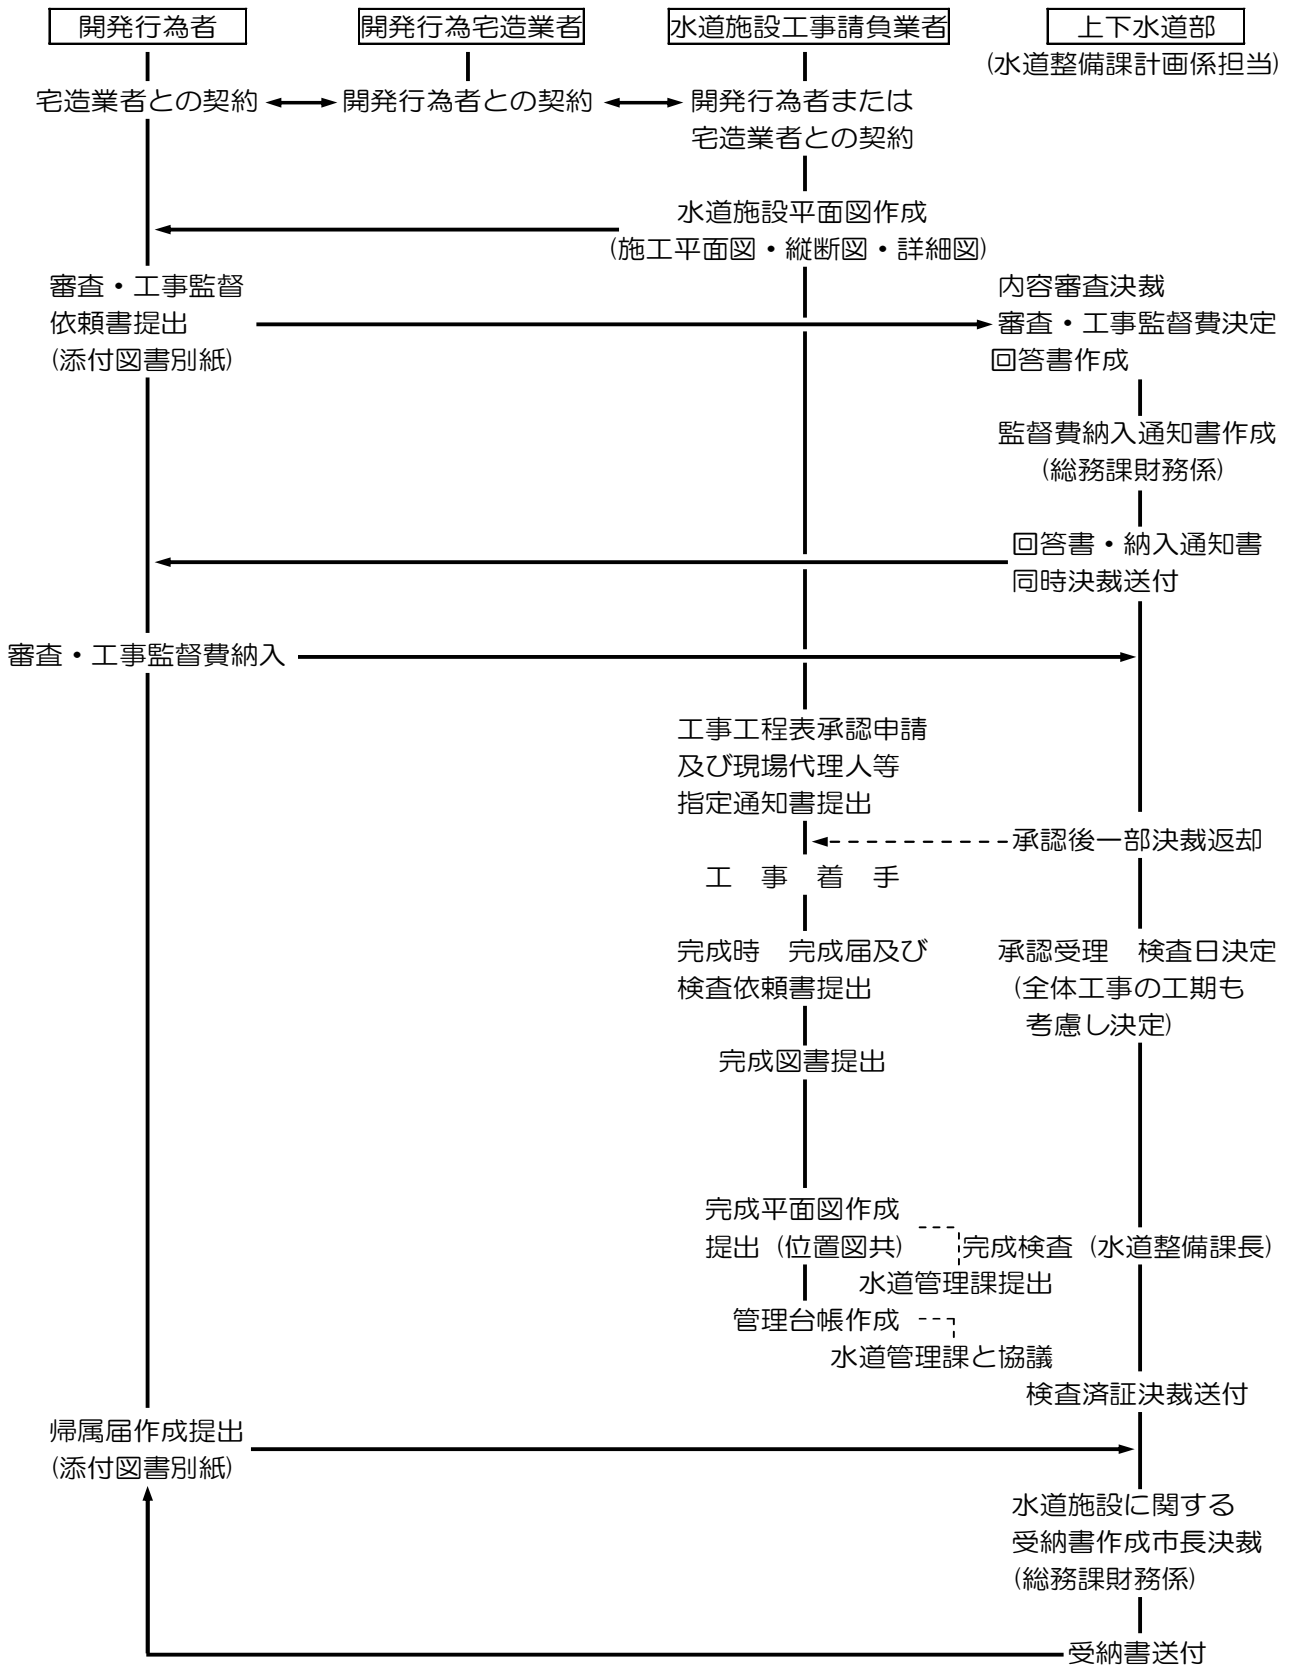 開発行為者
開発行為宅造業者
水道施設工事請負業者
上下水道部
(水道整備課計画係担当)
宅造業者との契約
開発行為者との契約
開発行為者または
宅造業者との契約
水道施設平面図作成
(施工平面図・縦断図・詳細図)
審査・工事監督
依頼書提出
(添付図書別紙)
内容審査決裁
審査・工事監督費決定
回答書作成
監督費納入通知書作成
(総務課財務係)
回答書・納入通知書
同時決裁送付
審査・工事監督費納入
工事工程表承認申請
及び現場代理人等
指定通知書提出
承認後一部決裁返却
工　事　着　手
完成時　完成届及び
検査依頼書提出
承認受理　検査日決定
(全体工事の工期も
考慮し決定)
完成図書提出
完成平面図作成
提出(位置図共)
完成検査(水道整備課長)
水道管理課提出
管理台帳作成
水道管理課と協議
検査済証決裁送付
帰属届作成提出
(添付図書別紙)
水道施設に関する
受納書作成市長決裁
(総務課財務係)
受納書送付